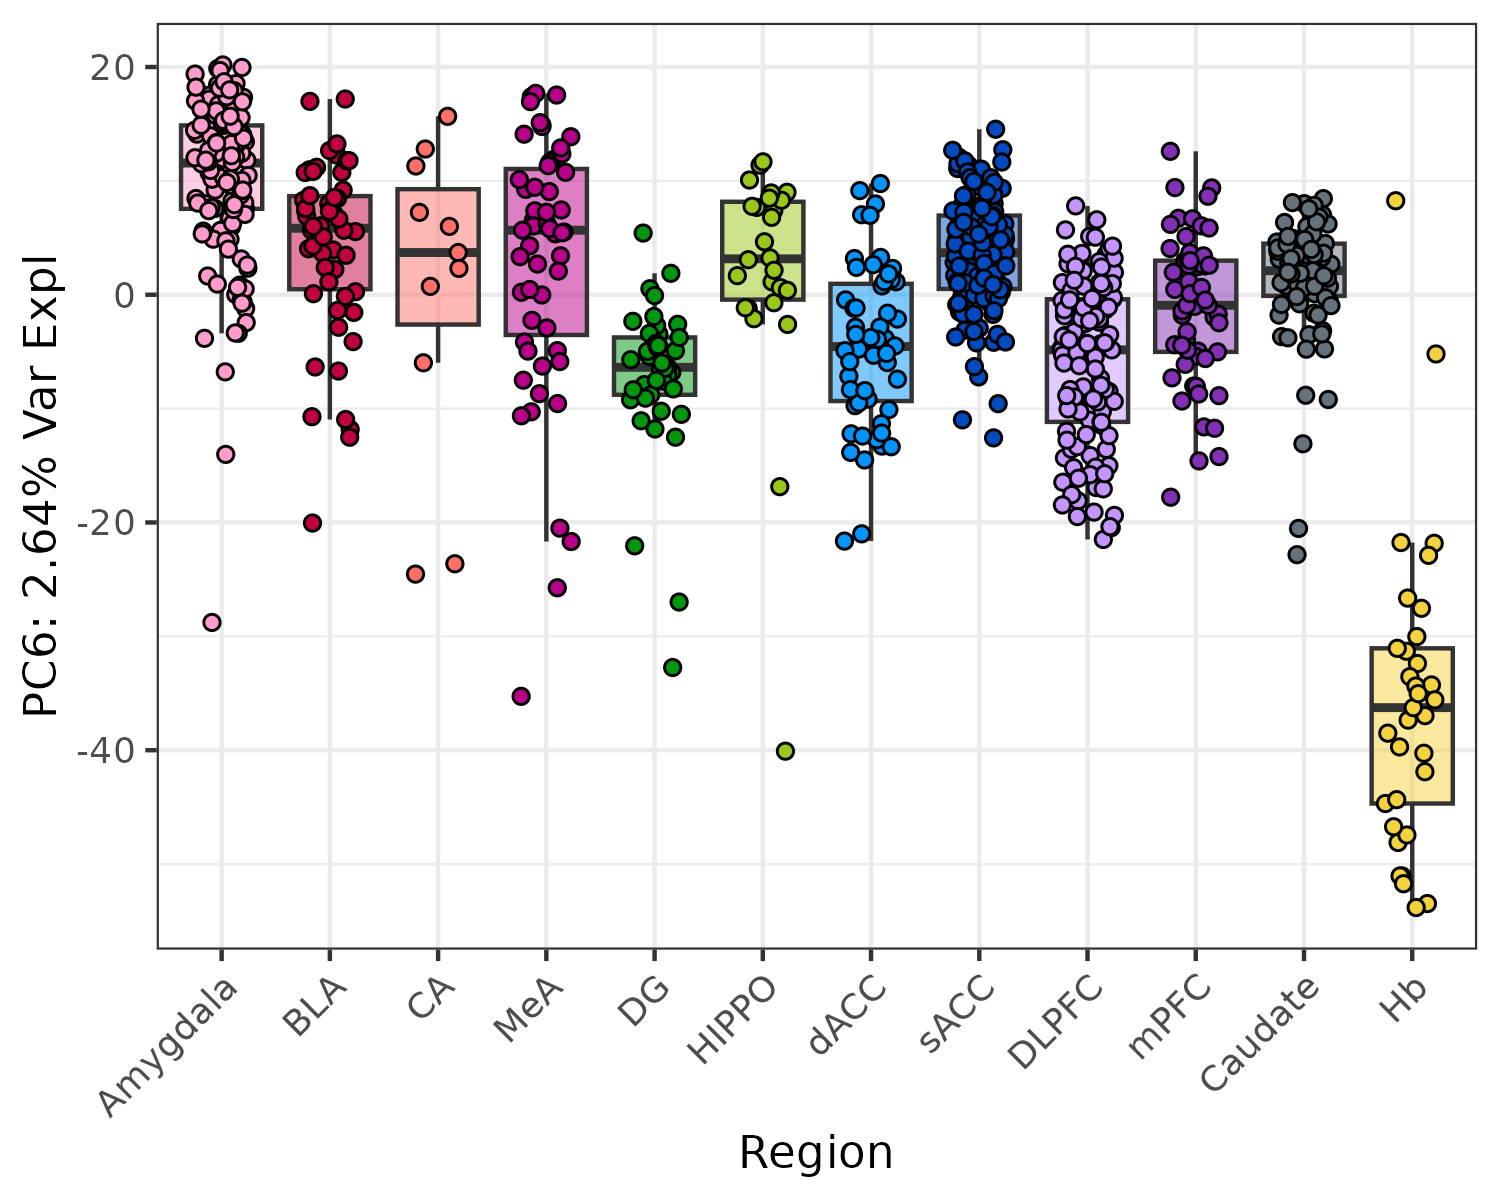 PC6: 2.64% Var Expl
20
0
-20
-40
Amygdala
BLA
CA
MeA
DG
HIPPO
dACC
sACC
DLPFC
mPFC
Caudate
Hb
Region